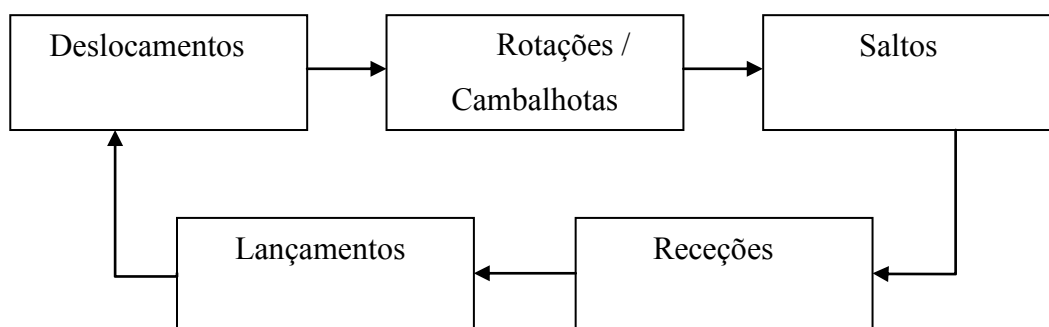 Deslocamentos
Rotações /
Cambalhotas
Saltos
Lançamentos
Receções